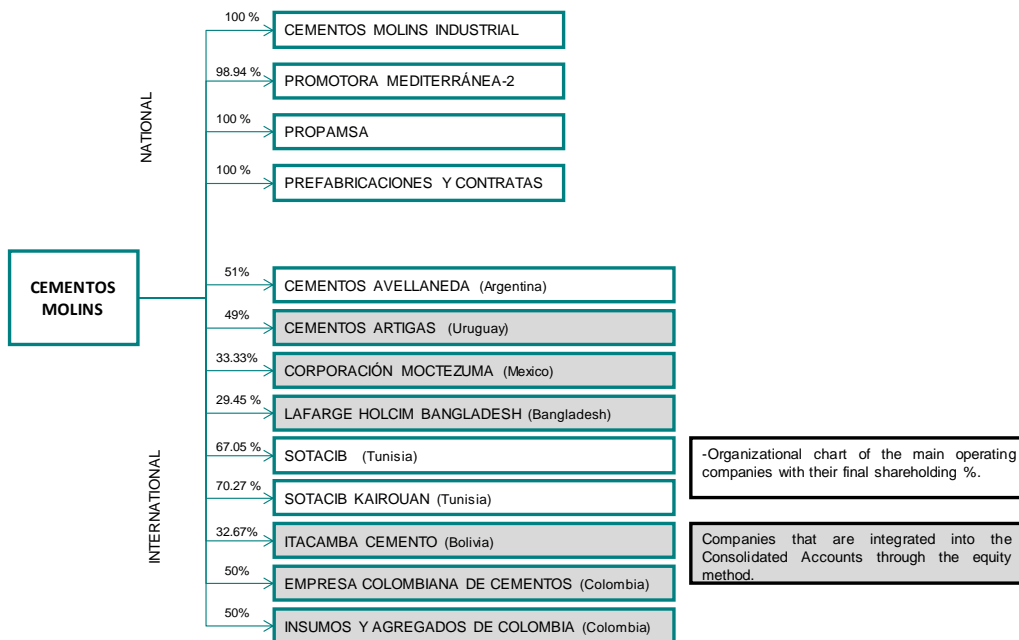 100 %
CEMENTOS MOLINS INDUSTRIAL
98.94 %
PROMOTORA MEDITERRÁNEA-2
100 %
PROPAMSA
100 %
PREFABRICACIONES Y CONTRATAS
NATIONAL
CEMENTOS
MOLINS
51%
CEMENTOS AVELLANEDA (Argentina)
49%
CEMENTOS ARTIGAS (Uruguay)
33.33%
CORPORACIÓN MOCTEZUMA (Mexico)
29.45 %
LAFARGE HOLCIM BANGLADESH (Bangladesh)
67.05 %
SOTACIB (Tunisia)
70.27 %
SOTACIB KAIROUAN (Tunisia)
32.67%
ITACAMBA CEMENTO (Bolivia)
50%
EMPRESA COLOMBIANA DE CEMENTOS (Colombia)
50%
INSUMOS Y AGREGADOS DE COLOMBIA (Colombia)
INTERNATIONAL
-Organizational chart of the main operating
companies with their final shareholding %.
Companies that are integrated into the
Consolidated Accounts through the equity
method.